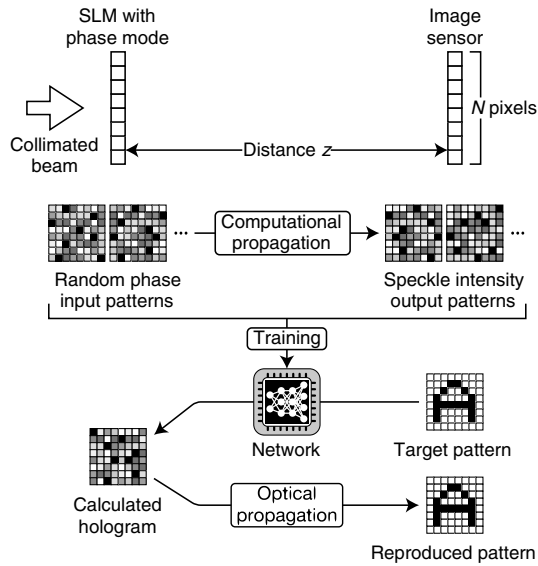 SLM with
phase mode
Image
sensor
N pixels
Collimated
beam
Distance z
Computational
propagation
...
...
Random phase
input patterns
Speckle intensity
output patterns
Training
Network
Target pattern
Calculated
hologram
Optical
propagation
Reproduced pattern